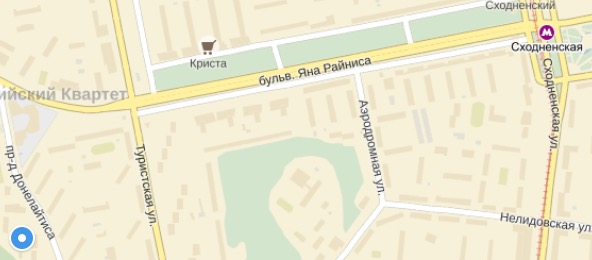 Сходненский
Сходненская
Криста
бульв. Яна Райниса
ийский Квартет
Аэродромная ул.
Сходненская ул.
Туристская ул.
пр-д Донелайтиса
Нелидовская ул.